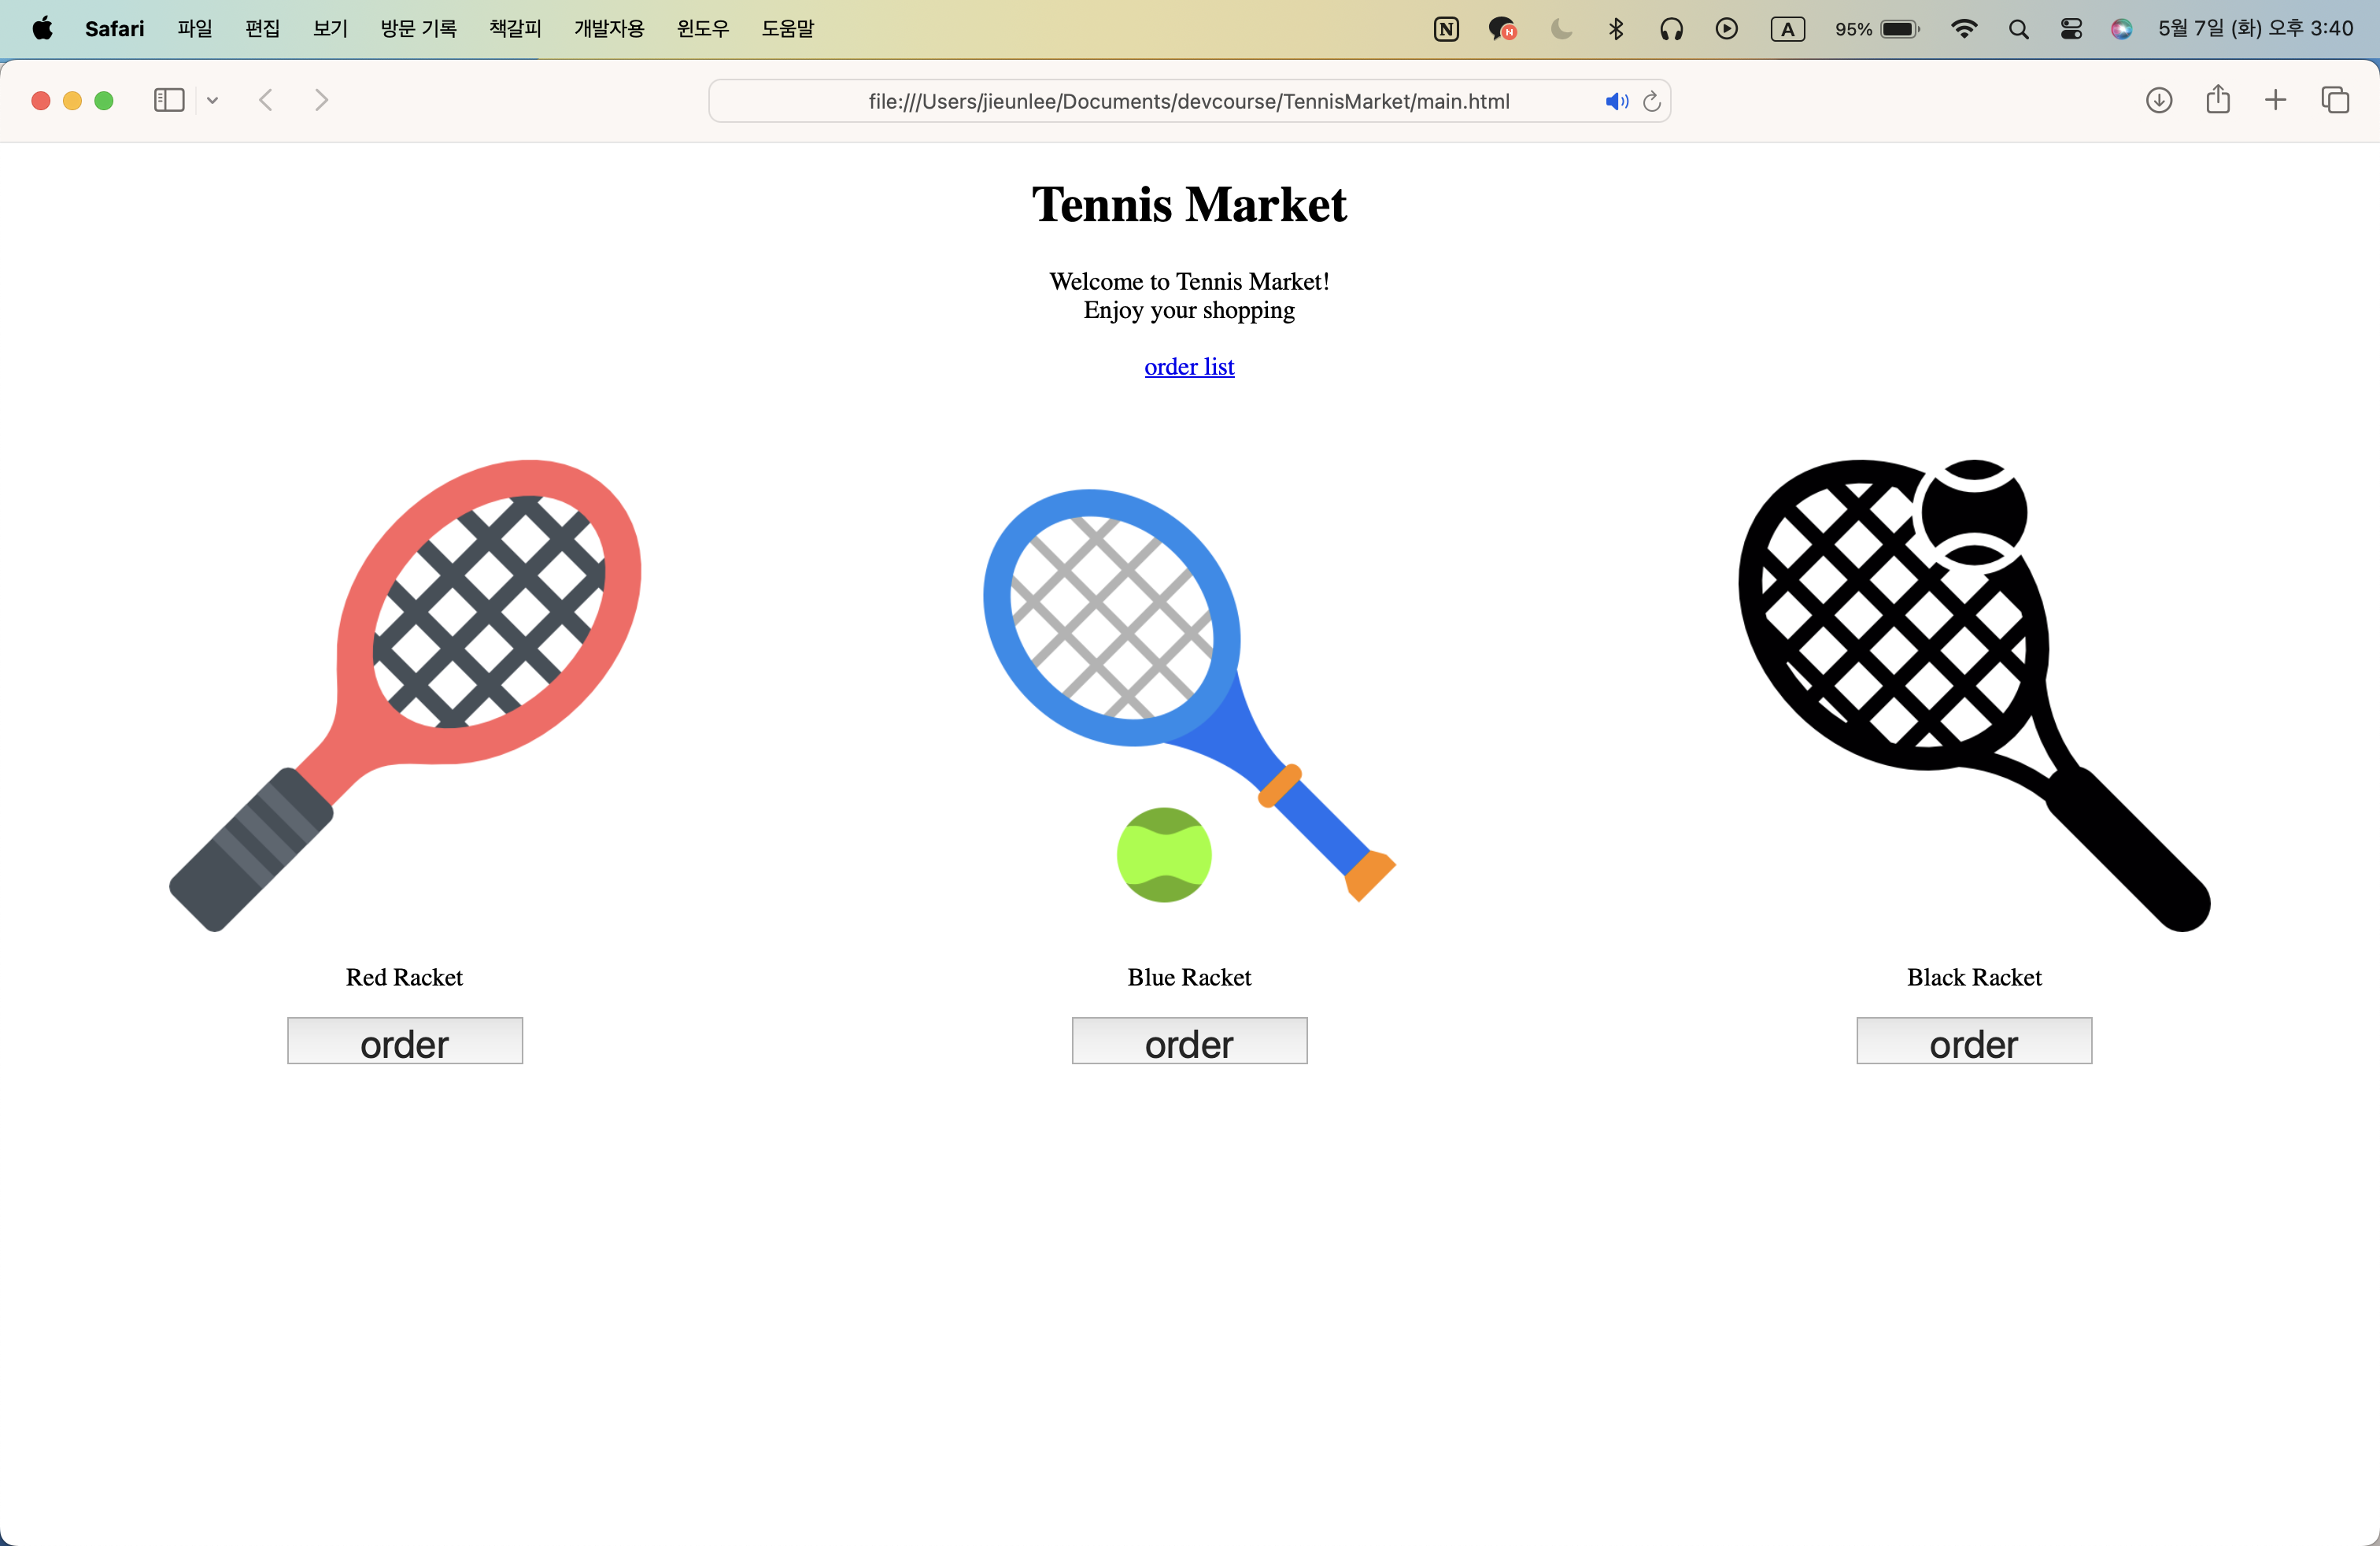 Safari 파일 편집 보기 방문 기록 책갈피 개발자용 윈도우 도움말 N N A 95% 5월 7일 (화) 오후 3:40
file:///Users/jieunlee/Documents/devcourse/TennisMarket/main.html
Tennis Market
Welcome to Tennis Market!
Enjoy your shopping
order list
Red Racket Blue Racket Black Racket
order order order